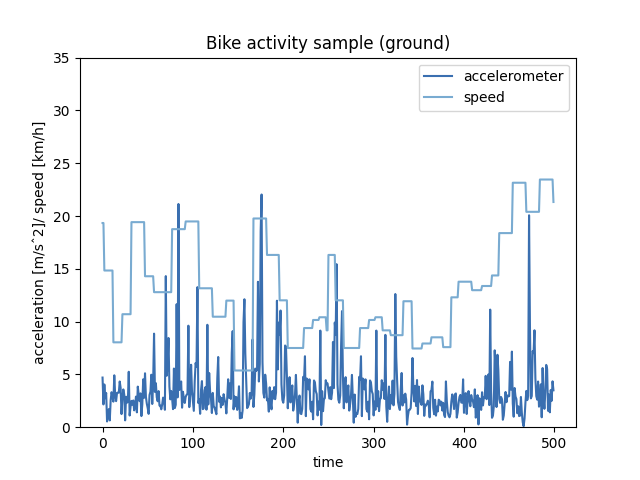 Bike activity sample (ground)
35
30
25
20
15
10
5
0
acceleration [m/s^2]/ speed [km/h]
accelerometer
speed
0
100
200
300
400
500
time